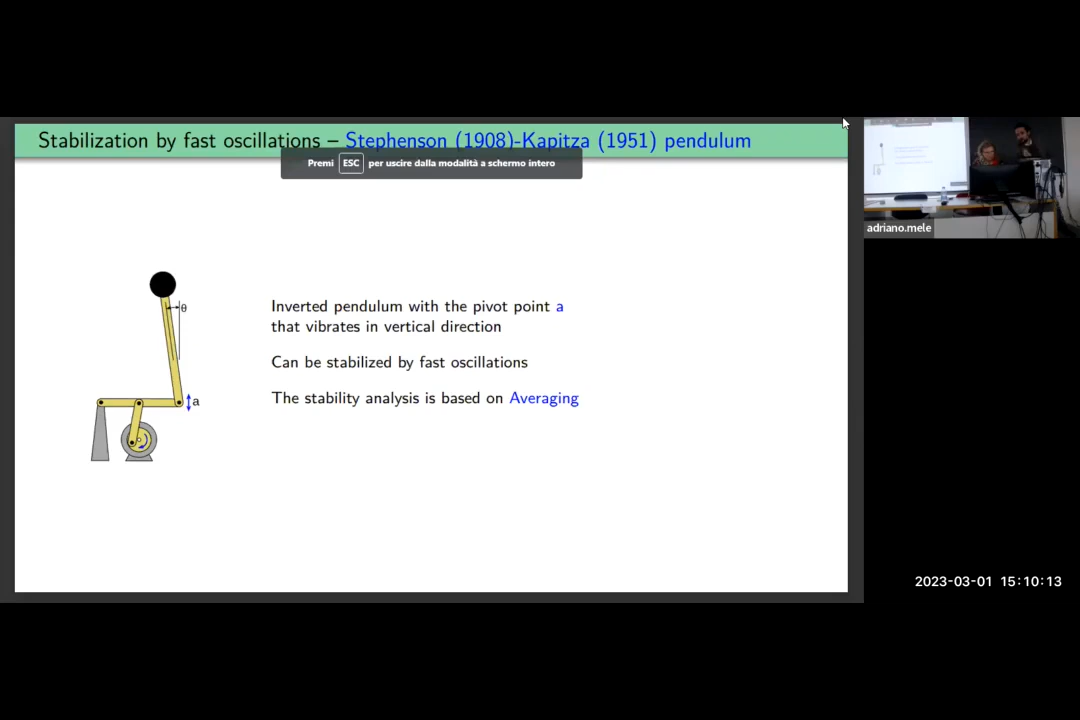 Stabilization by fast oscillations – Stephenson (1908)-Kapitza (1951) pendulum
Premi ESC per uscire dalla modalità a schermo intero
adriano.mele
θ
Inverted pendulum with the pivot point a
that vibrates in vertical direction
Can be stabilized by fast oscillations
The stability analysis is based on Averaging
a
2023-03-01 15:10:13